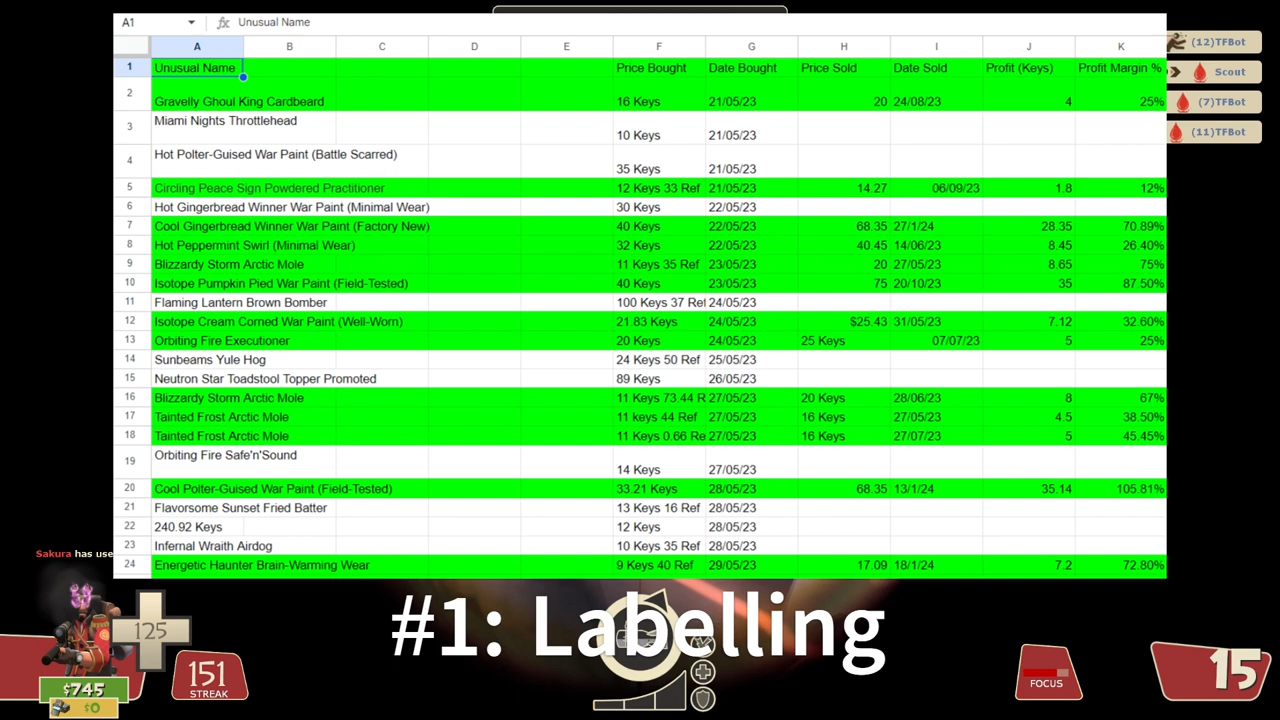 A1 fx Unusual Name
A B C D E F G H I J K
1 Unusual Name Price Bought Date Bought Price Sold Date Sold Profit (Keys) Profit Margin %
2 Gravelly Ghoul King Cardbeard 16 Keys 21/05/23 20 24/08/23 4 25%
3 Miami Nights Throttlehead 10 Keys 21/05/23
4 Hot Polter-Guised War Paint (Battle Scarred) 35 Keys 21/05/23
5 Circling Peace Sign Powdered Practitioner 12 Keys 33 Ref 21/05/23 14.27 06/09/23 1.8 12%
6 Hot Gingerbread Winner War Paint (Minimal Wear) 30 Keys 22/05/23
7 Cool Gingerbread Winner War Paint (Factory New) 40 Keys 22/05/23 68.35 27/1/24 28.35 70.89%
8 Hot Peppermint Swirl (Minimal Wear) 32 Keys 22/05/23 40.45 14/06/23 8.45 26.40%
9 Blizzardy Storm Arctic Mole 11 Keys 35 Ref 23/05/23 20 27/05/23 8.65 75%
10 Isotope Pumpkin Pied War Paint (Field-Tested) 40 Keys 23/05/23 75 20/10/23 35 87.50%
11 Flaming Lantern Brown Bomber 100 Keys 37 Ref 24/05/23
12 Isotope Cream Corned War Paint (Well-Worn) 21.83 Keys 24/05/23 $25.43 31/05/23 7.12 32.60%
13 Orbiting Fire Executioner 20 Keys 24/05/23 25 Keys 07/07/23 5 25%
14 Sunbeams Yule Hog 24 Keys 50 Ref 25/05/23
15 Neutron Star Toadstool Topper Promoted 89 Keys 26/05/23
16 Blizzardy Storm Arctic Mole 11 Keys 73.44 R 27/05/23 20 Keys 28/06/23 8 67%
17 Tainted Frost Arctic Mole 11 keys 44 Ref 27/05/23 16 Keys 27/05/23 4.5 38.50%
18 Tainted Frost Arctic Mole 11 Keys 0.66 Re 27/05/23 16 Keys 27/07/23 5 45.45%
19 Orbiting Fire Safe'n'Sound 14 Keys 27/05/23
20 Cool Polter-Guised War Paint (Field-Tested) 33.21 Keys 28/05/23 68.35 13/1/24 35.14 105.81%
21 Flavorsome Sunset Fried Batter 13 Keys 16 Ref 28/05/23
22 240.92 Keys 12 Keys 28/05/23
23 Infernal Wraith Airdog 10 Keys 35 Ref 28/05/23
24 Energetic Haunter Brain-Warming Wear 9 Keys 40 Ref 29/05/23 17.09 18/1/24 7.2 72.80%
(12)TFBot
Scout
(7)TFBot
(11)TFBot
Sakura has use
#1: Labelling
125
151
STREAK
$745
$0
FOCUS
15